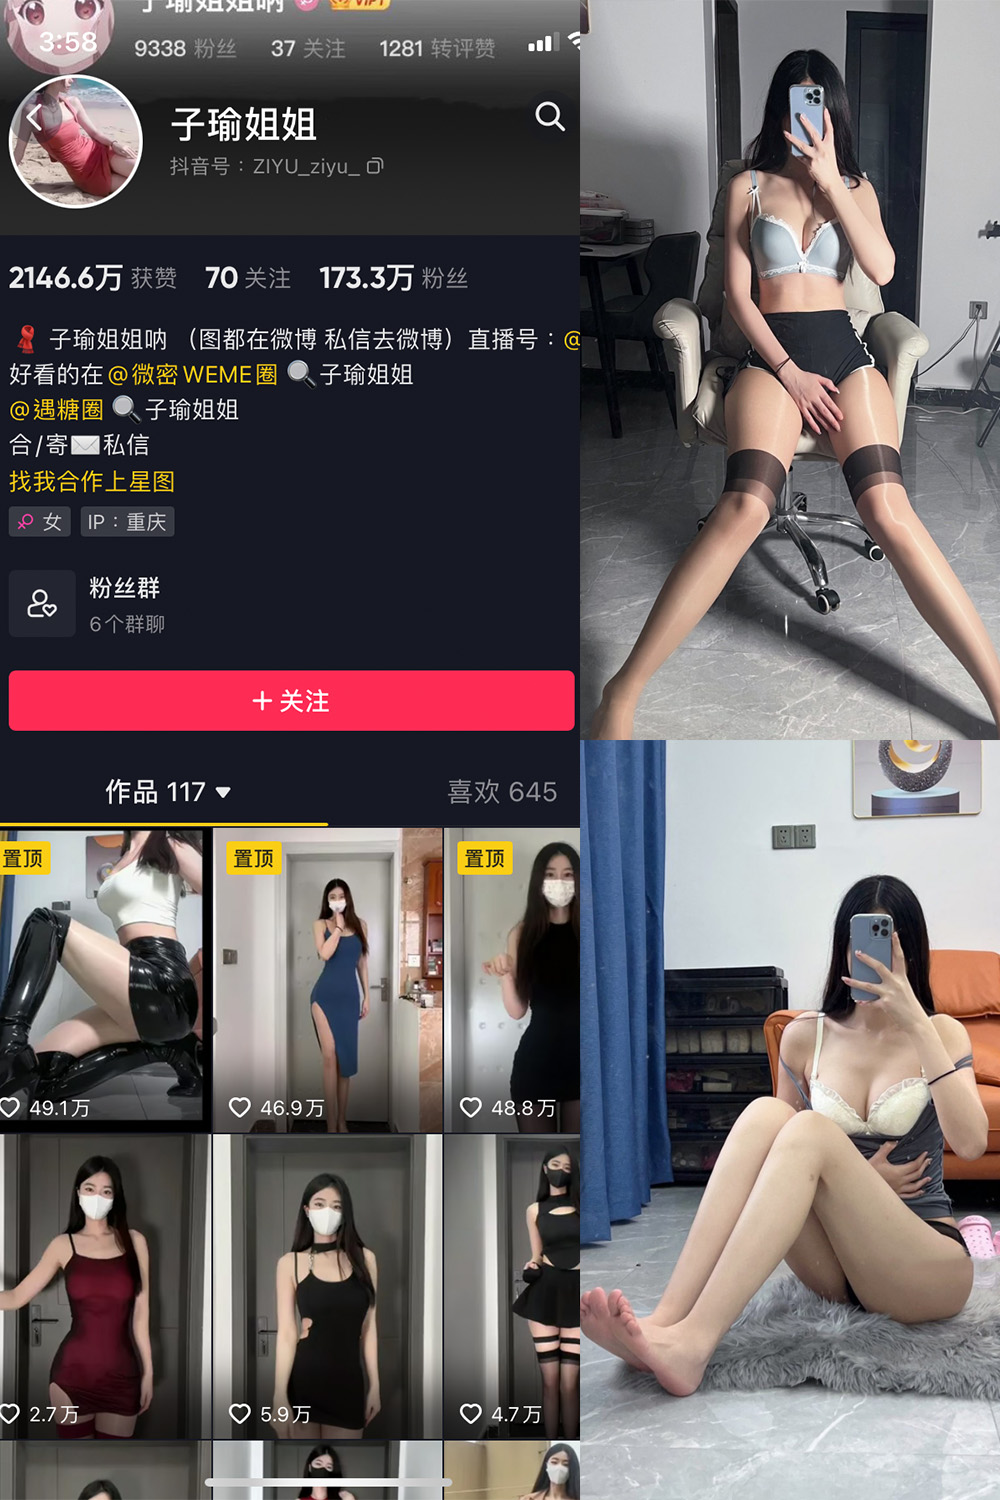 子瑜姐姐呐 VIP1
3:58
9338 粉丝 37 关注 1281 转评赞
子瑜姐姐
抖音号：ZIYU_ziyu_
2146.6万 获赞 70 关注 173.3万 粉丝
子瑜姐姐呐 （图都在微博 私信去微博）直播号：@
好看的在 @微密WEME圈 🔍子瑜姐姐
@遇糖圈 🔍子瑜姐姐
合/寄✉️私信
找我合作上星图
女 IP：重庆
粉丝群
6个群聊
+ 关注
作品 117 喜欢 645
置顶 置顶 置顶
49.1万 46.9万 48.8万
2.7万 5.9万 4.7万